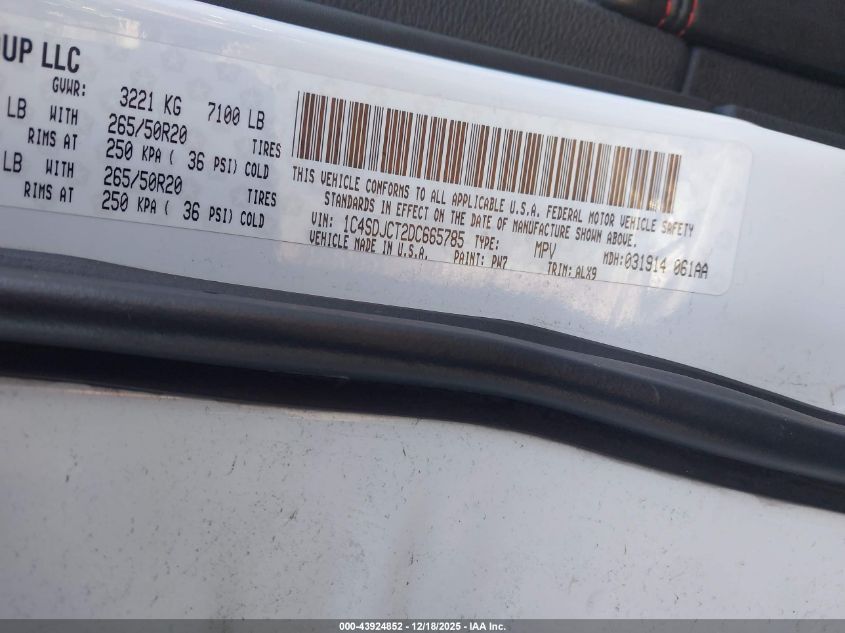 OUP LLC
GVWR: 3221 KG 7100 LB
LB WITH 265/50R20 TIRES
RIMS AT 250 KPA ( 36 PSI) COLD
LB WITH 265/50R20 TIRES
RIMS AT 250 KPA ( 36 PSI) COLD
THIS VEHICLE CONFORMS TO ALL APPLICABLE U.S.A. FEDERAL MOTOR VEHICLE SAFETY
STANDARDS IN EFFECT ON THE DATE OF MANUFACTURE SHOWN ABOVE.
VIN: 1C4SDJCT2DC665785 TYPE: MPV MDH:031914 061AA
VEHICLE MADE IN U.S.A. PAINT: PW7 TRIM:ALX9
000-43924852 | 12/18/2025 | IAA Inc.